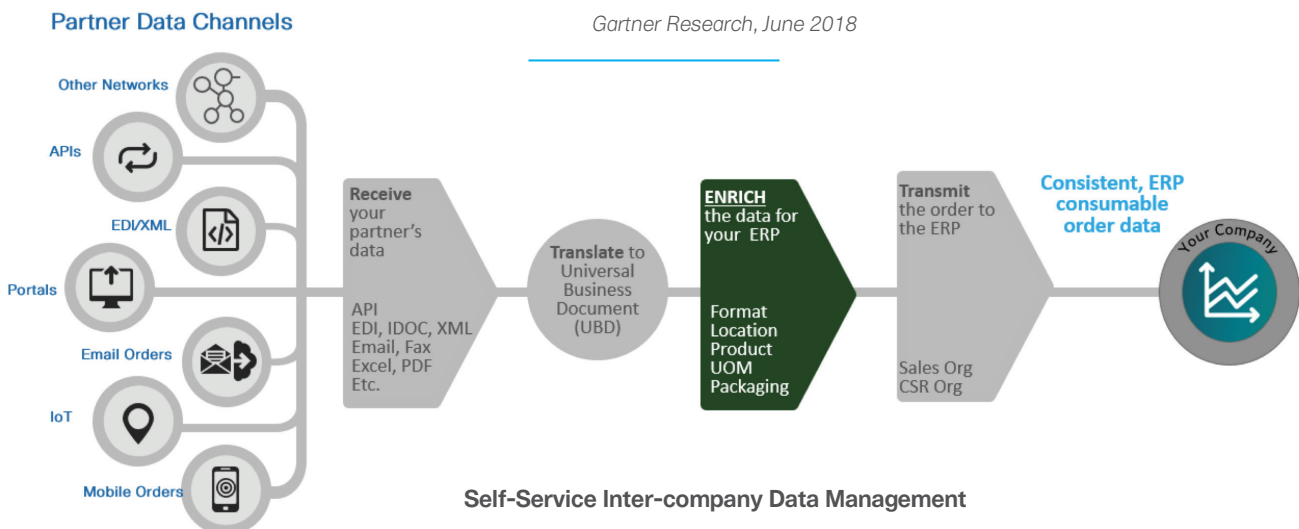 Partner Data Channels
Gartner Research, June 2018
Other Networks
APIs
EDI/XML
Portals
Email Orders
IoT
Mobile Orders
Receive
your
partner's
data
API
EDI, IDOC, XML
Email, Fax
Excel, PDF
Etc.
Translate to
Universal
Business
Document
(UBD)
ENRICH
the data for
your ERP
Format
Location
Product
UOM
Packaging
Transmit
the order to
the ERP
Sales Org
CSR Org
Consistent, ERP
consumable
order data
Your Company
Self-Service Inter-company Data Management